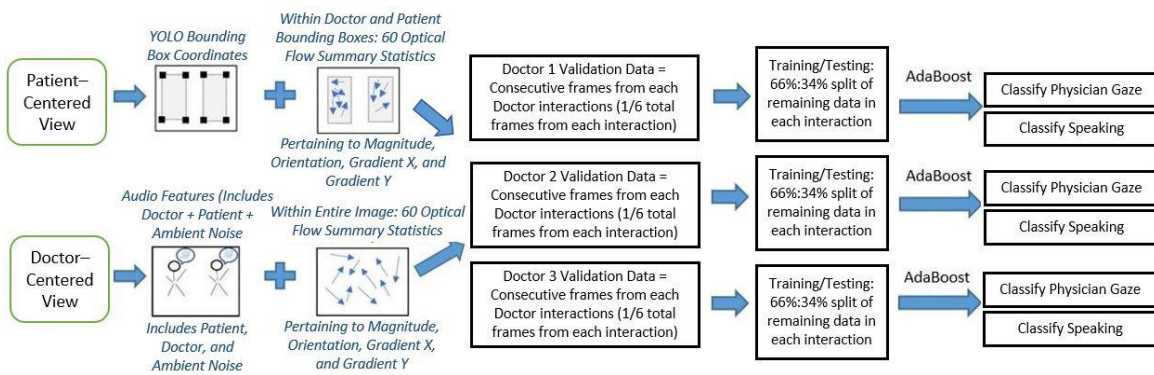 Patient–
Centered
View
YOLO Bounding
Box Coordinates
Within Doctor and Patient
Bounding Boxes: 60 Optical
Flow Summary Statistics
Pertaining to Magnitude,
Orientation, Gradient X, and
Gradient Y
Doctor–
Centered
View
Audio Features (Includes
Doctor + Patient +
Ambient Noise
Includes Patient,
Doctor, and
Ambient Noise
Within Entire Image: 60 Optical
Flow Summary Statistics
Pertaining to Magnitude,
Orientation, Gradient X,
and Gradient Y
Doctor 1 Validation Data =
Consecutive frames from each
Doctor interactions (1/6 total
frames from each interaction)
Training/Testing:
66%:34% split of
remaining data in
each interaction
AdaBoost
Classify Physician Gaze
Classify Speaking
Doctor 2 Validation Data =
Consecutive frames from each
Doctor interactions (1/6 total
frames from each interaction)
Training/Testing:
66%:34% split of
remaining data in
each interaction
AdaBoost
Classify Physician Gaze
Classify Speaking
Doctor 3 Validation Data =
Consecutive frames from each
Doctor interactions (1/6 total
frames from each interaction)
Training/Testing:
66%:34% split of
remaining data in
each interaction
AdaBoost
Classify Physician Gaze
Classify Speaking